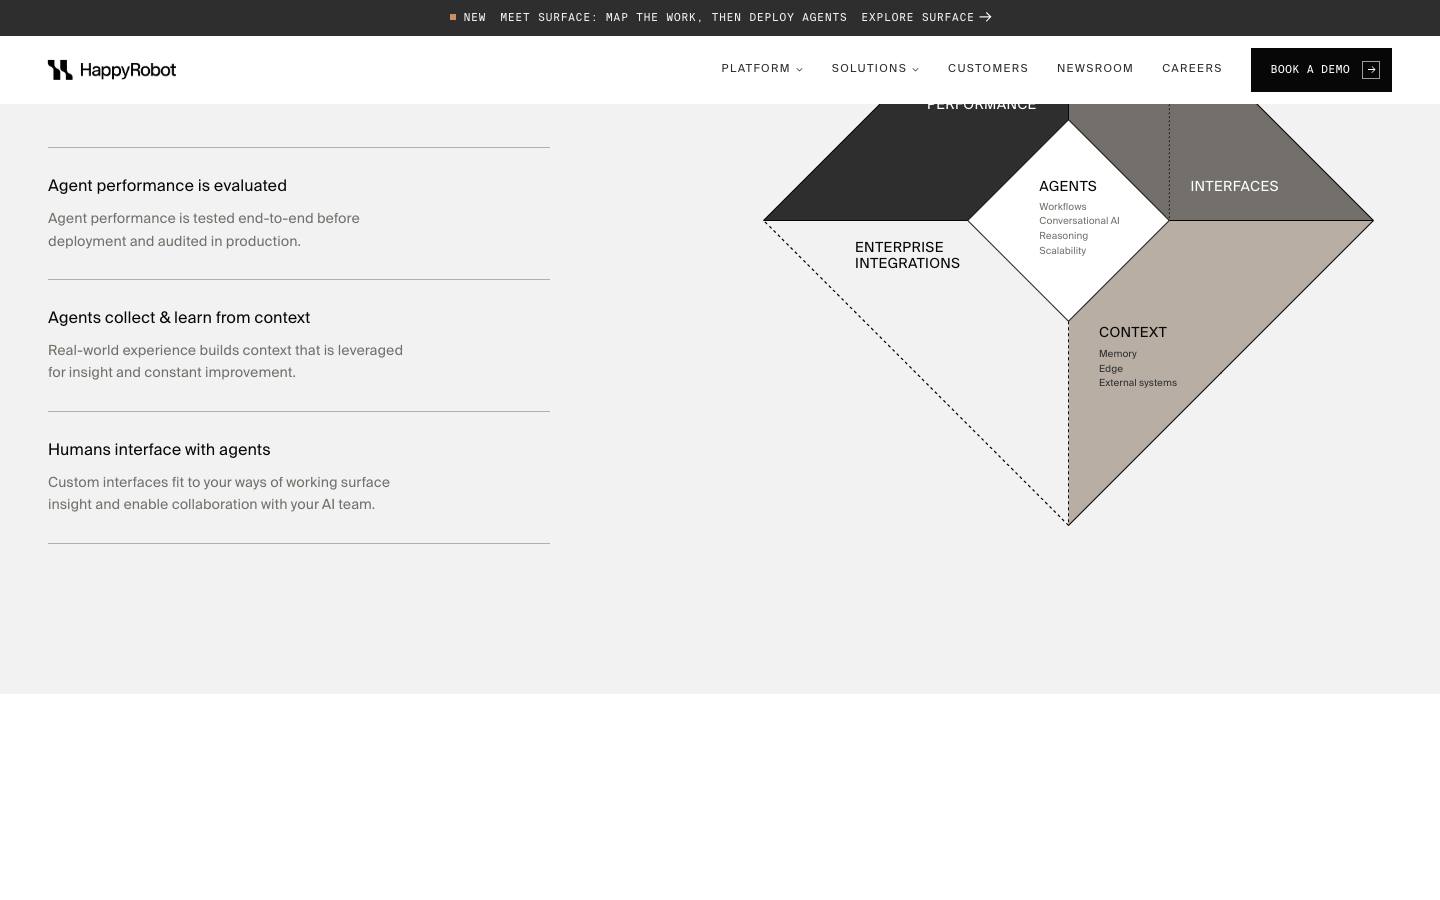 NEW MEET SURFACE: MAP THE WORK, THEN DEPLOY AGENTS EXPLORE SURFACE
HappyRobot
PLATFORM
SOLUTIONS
CUSTOMERS
NEWSROOM
CAREERS
BOOK A DEMO
Agent performance is evaluated
Agent performance is tested end-to-end before
deployment and audited in production.
Agents collect & learn from context
Real-world experience builds context that is leveraged
for insight and constant improvement.
Humans interface with agents
Custom interfaces fit to your ways of working surface
insight and enable collaboration with your AI team.
PERFORMANCE
AGENTS
Workflows
Conversational AI
Reasoning
Scalability
INTERFACES
ENTERPRISE
INTEGRATIONS
CONTEXT
Memory
Edge
External systems